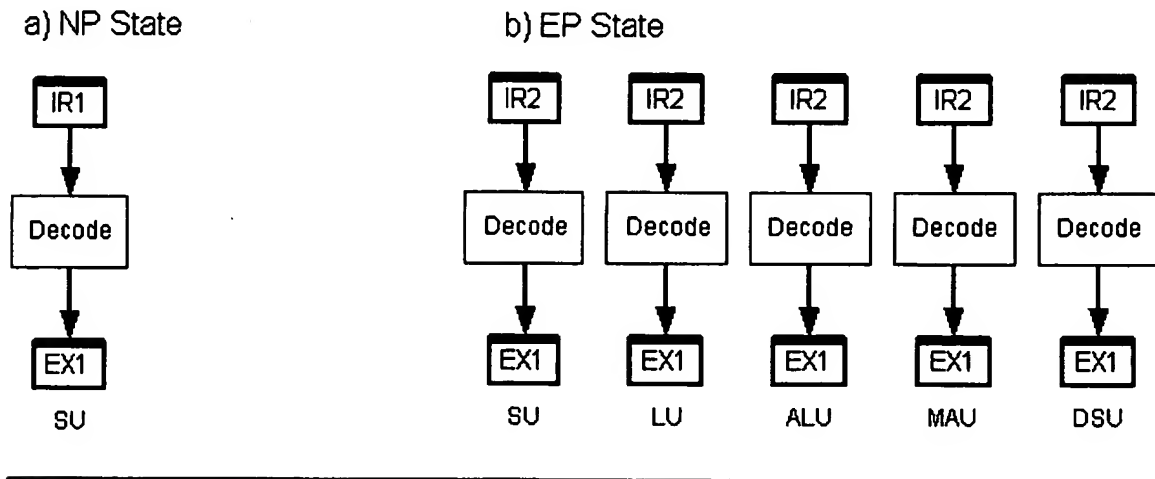 a) NP State
b) EP State
IR1
IR2 IR2 IR2 IR2 IR2
Decode
Decode Decode Decode Decode Decode
EX1
EX1 EX1 EX1 EX1 EX1
SU
SU LU ALU MAU DSU